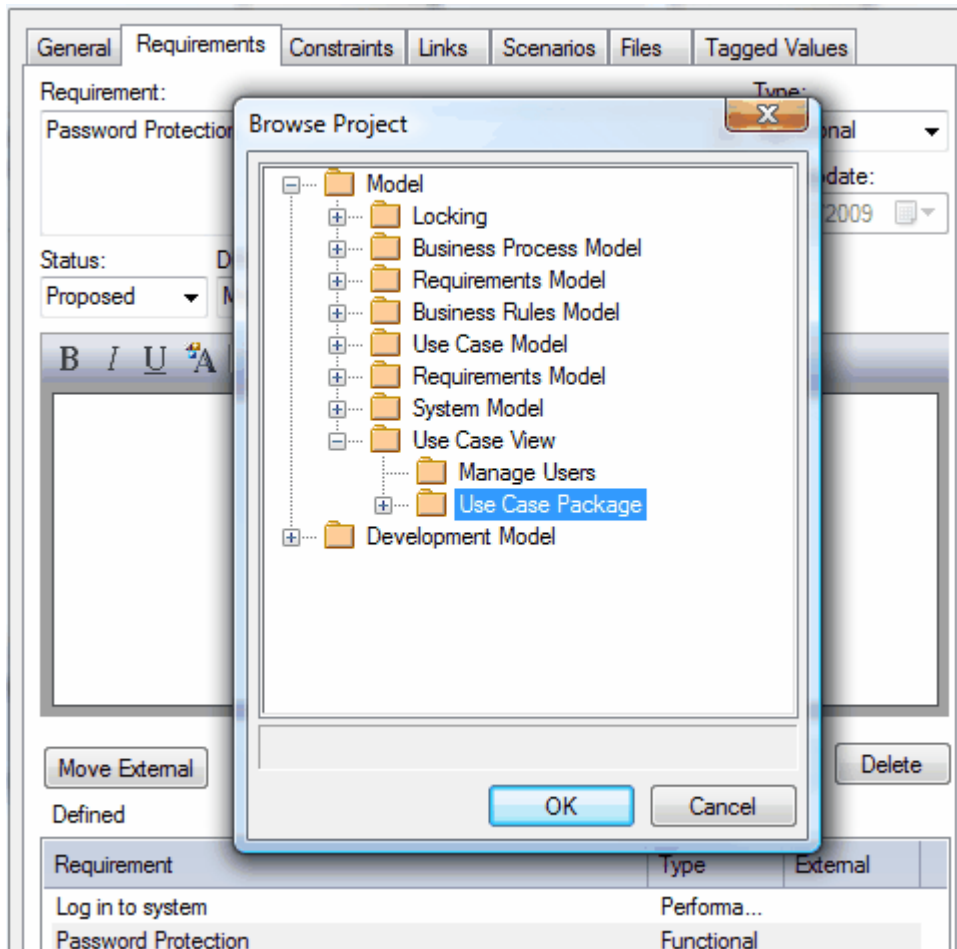 General Requirements Constraints Links Scenarios Files Tagged Values
Requirement: Type:
Password Protection
Browse Project
Model
Locking
Business Process Model
Requirements Model
Business Rules Model
Use Case Model
Requirements Model
System Model
Use Case View
Manage Users
Use Case Package
Development Model
2009
Status:
Proposed
B I U A
Move External Delete
OK Cancel
Defined
Requirement Type External
Log in to system Performa...
Password Protection Functional